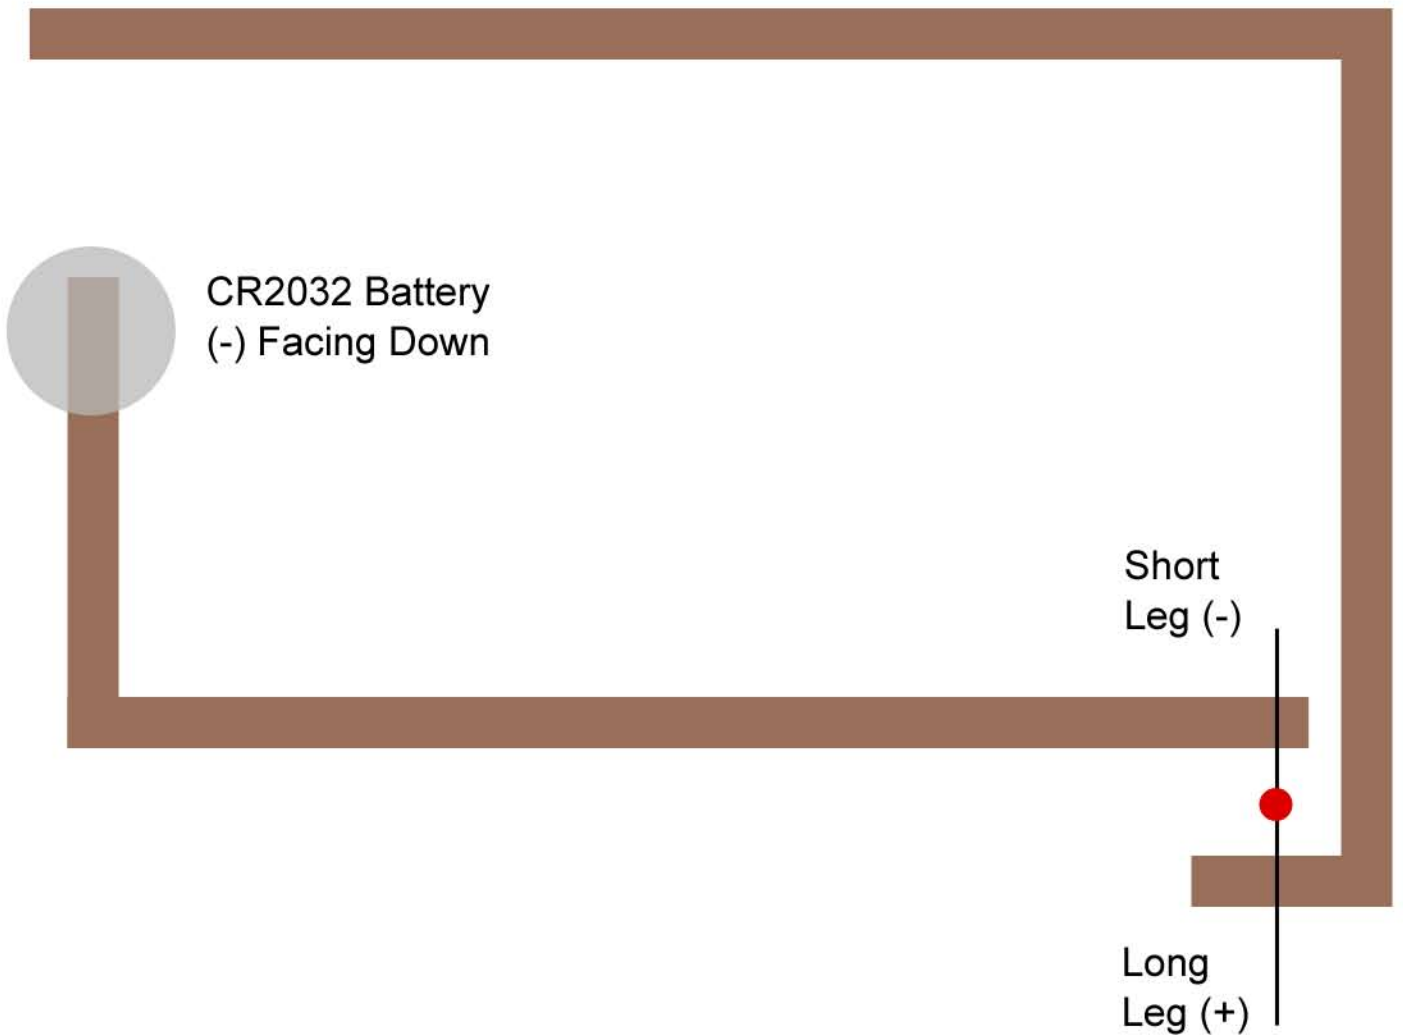 CR2032 Battery
(-) Facing Down
Short
Leg (-)
Long
Leg (+)